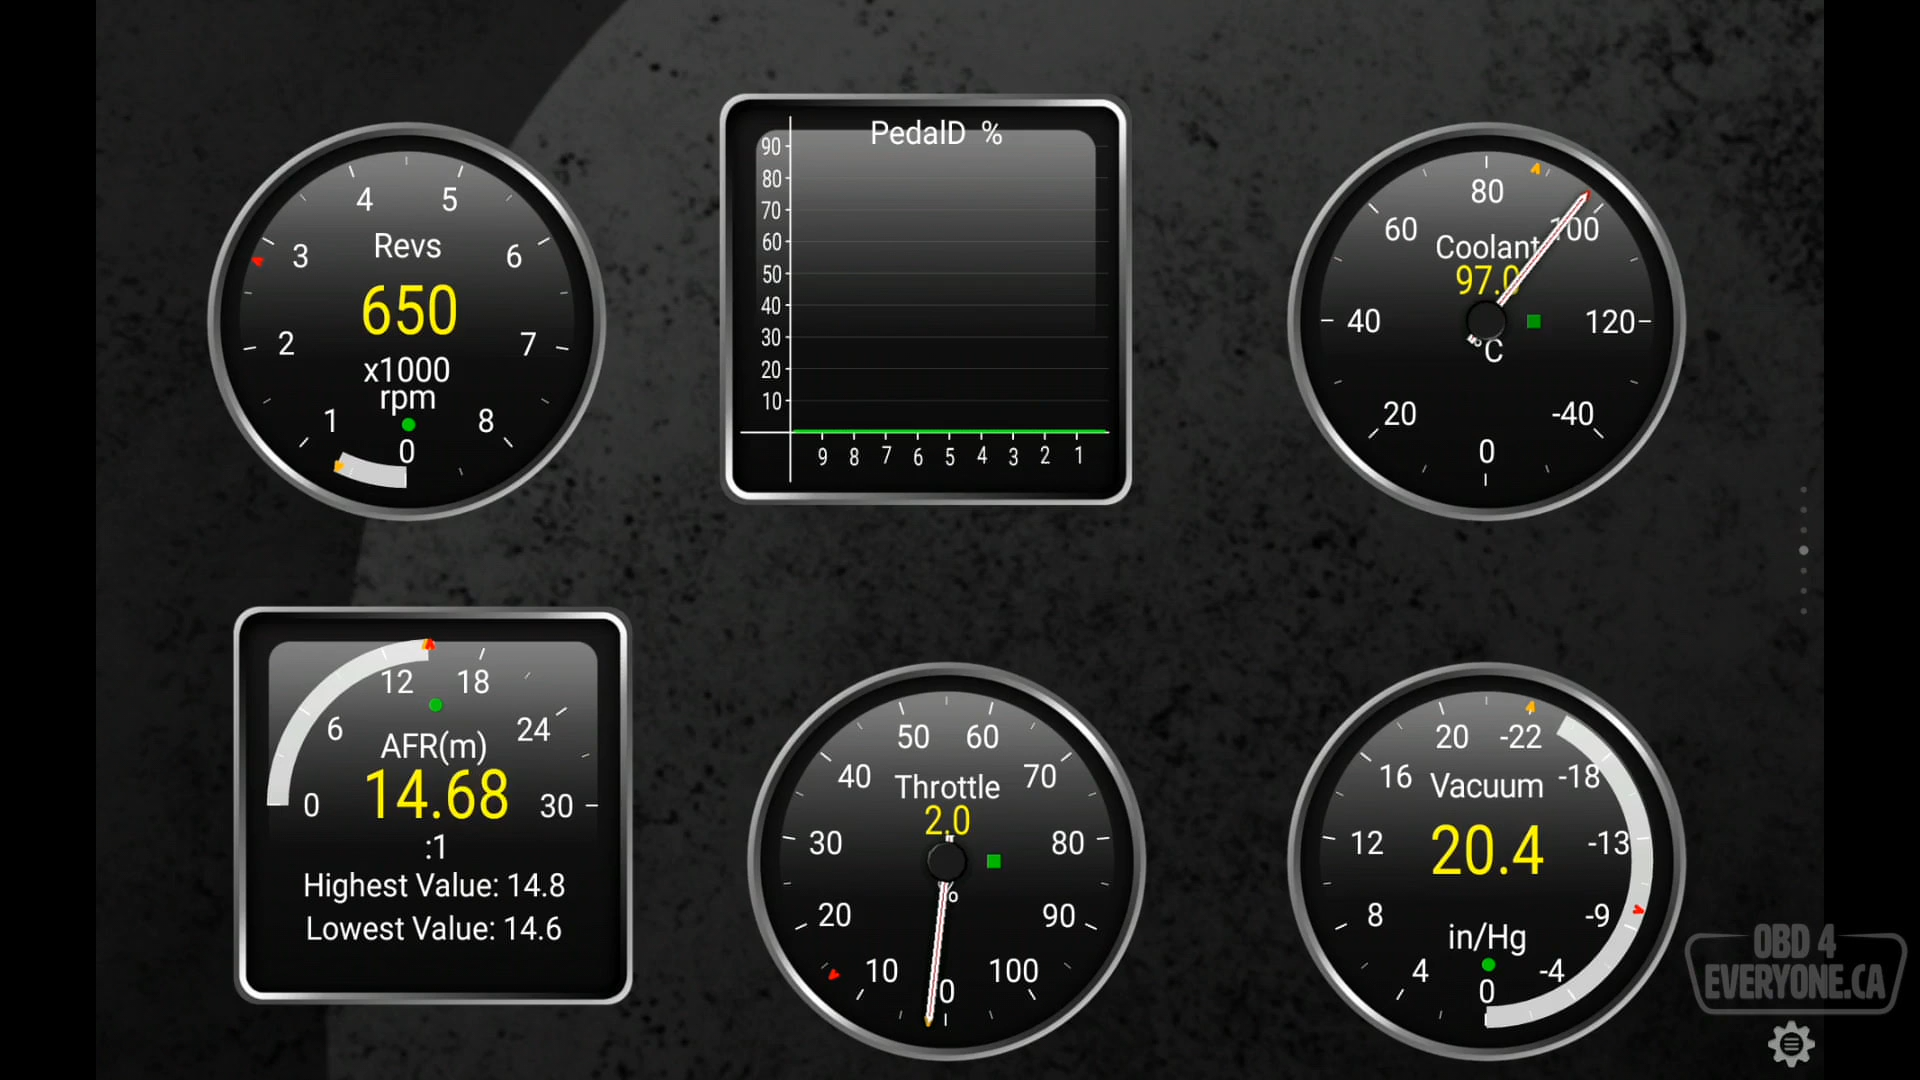 4 5
3 Revs 6
650
2 7
x1000
rpm
1 8
0
PedalD %
90
80
70
60
50
40
30
20
10
9 8 7 6 5 4 3 2 1
80
60 100
Coolant
97.0
40 120
°C
20 -40
0
12 18
6 24
AFR(m)
0 14.68 30
:1
Highest Value: 14.8
Lowest Value: 14.6
50 60
40 Throttle 70
2.0
30 80
°
20 90
10 100
0
20 -22
16 Vacuum -18
12 20.4 -13
8 -9
in/Hg
4 -4
0
OBD 4
EVERYONE.CA